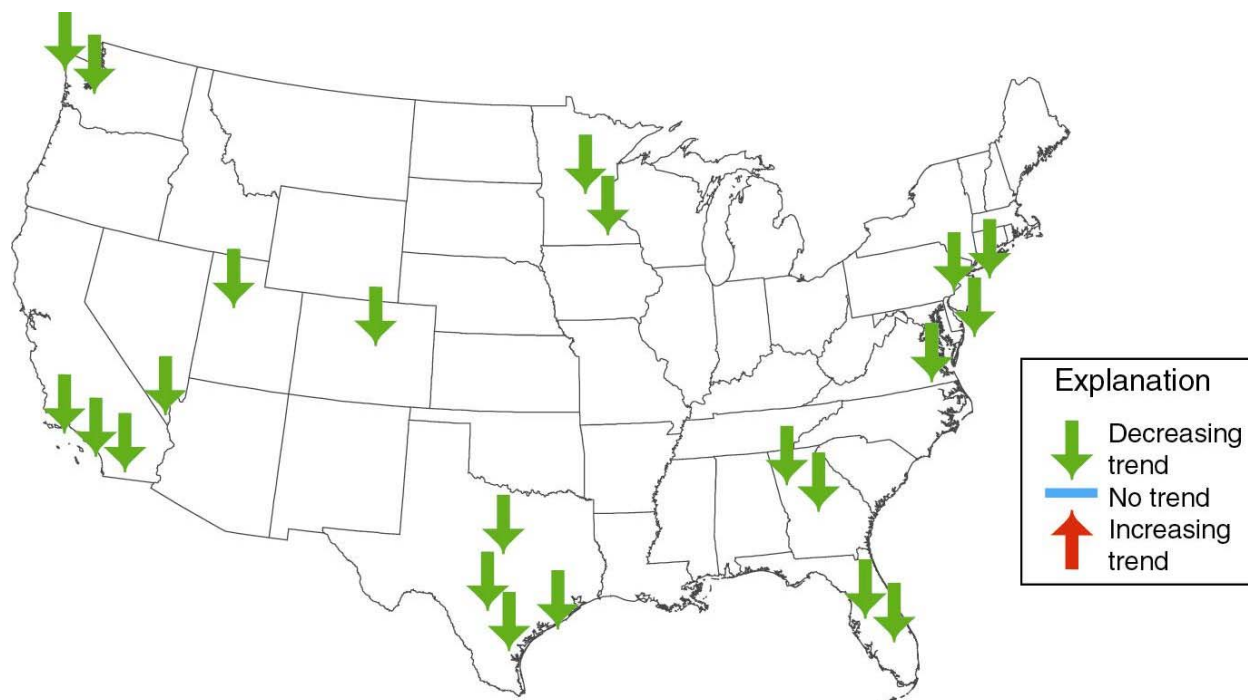 Explanation
Decreasing
trend
No trend
Increasing
trend